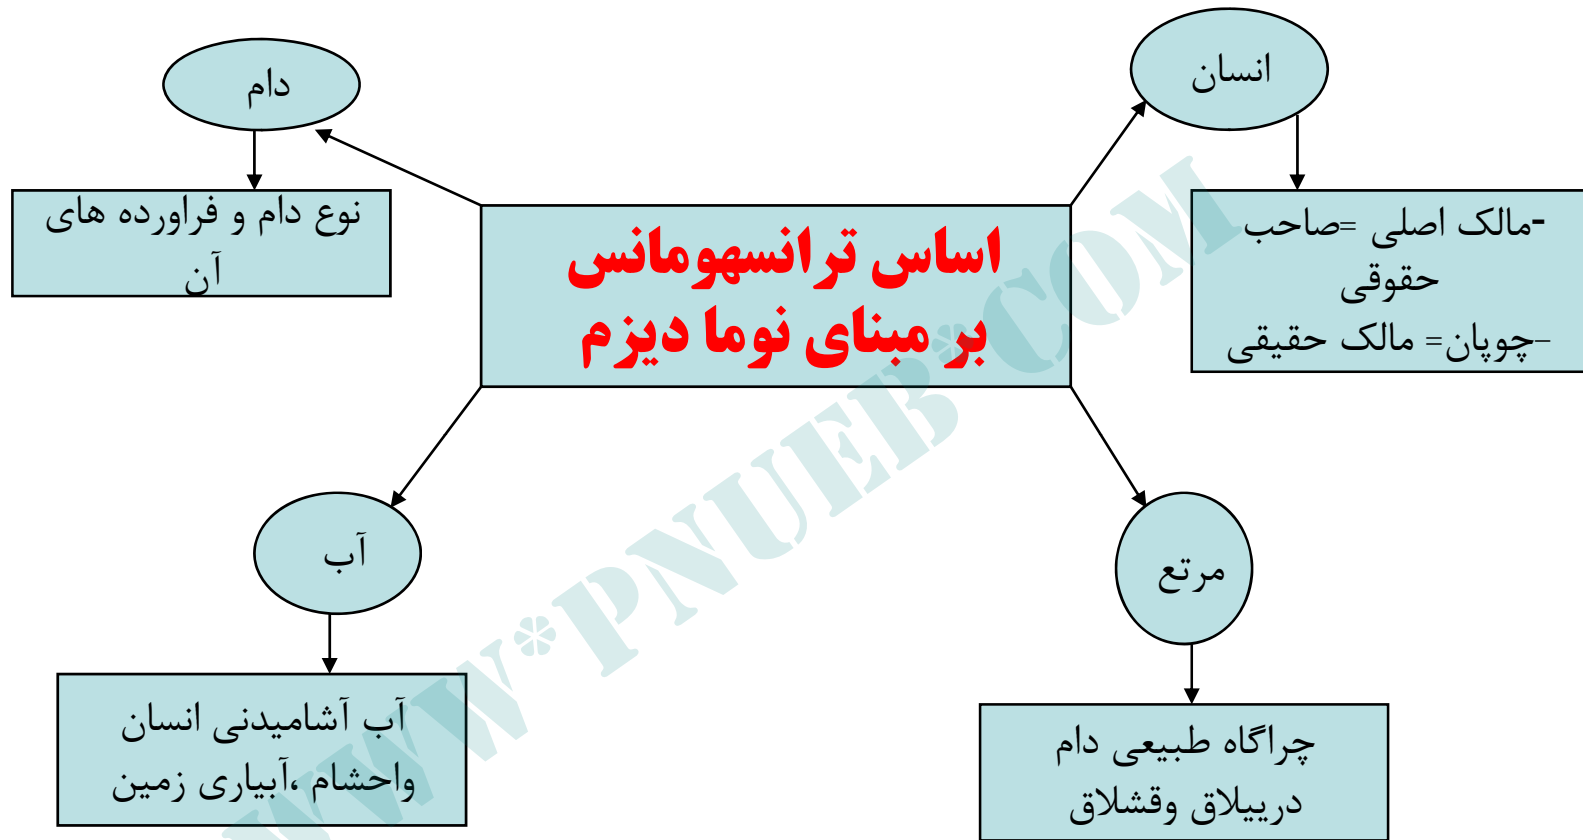 انسان
دام
-مالک اصلی =صاحب
حقوقی
-چوپان= مالک حقیقی
نوع دام و فراورده های
آن
اساس ترانسهومانس
بر مبنای نوما دیزم
مرتع
آب
چراگاه طبیعی دام
درییلاق وقشلاق
آب آشامیدنی انسان
واحشام ،آبیاری زمین
WWW*PNUEB*COM